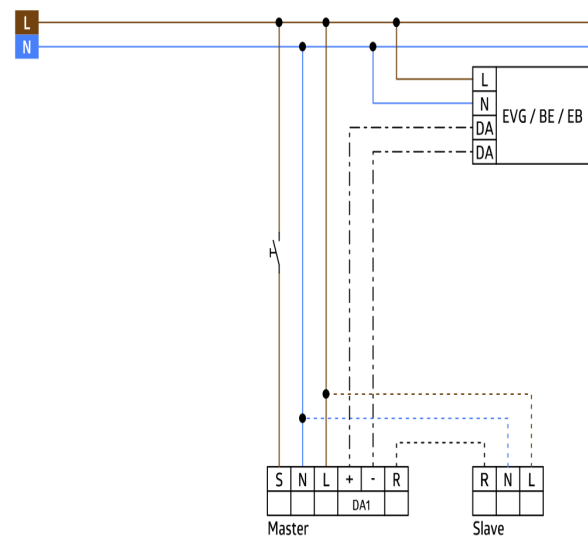 L
N
L
N
DA
DA
EVG / BE / EB
S N L + - R
DA1
Master
R N L
Slave